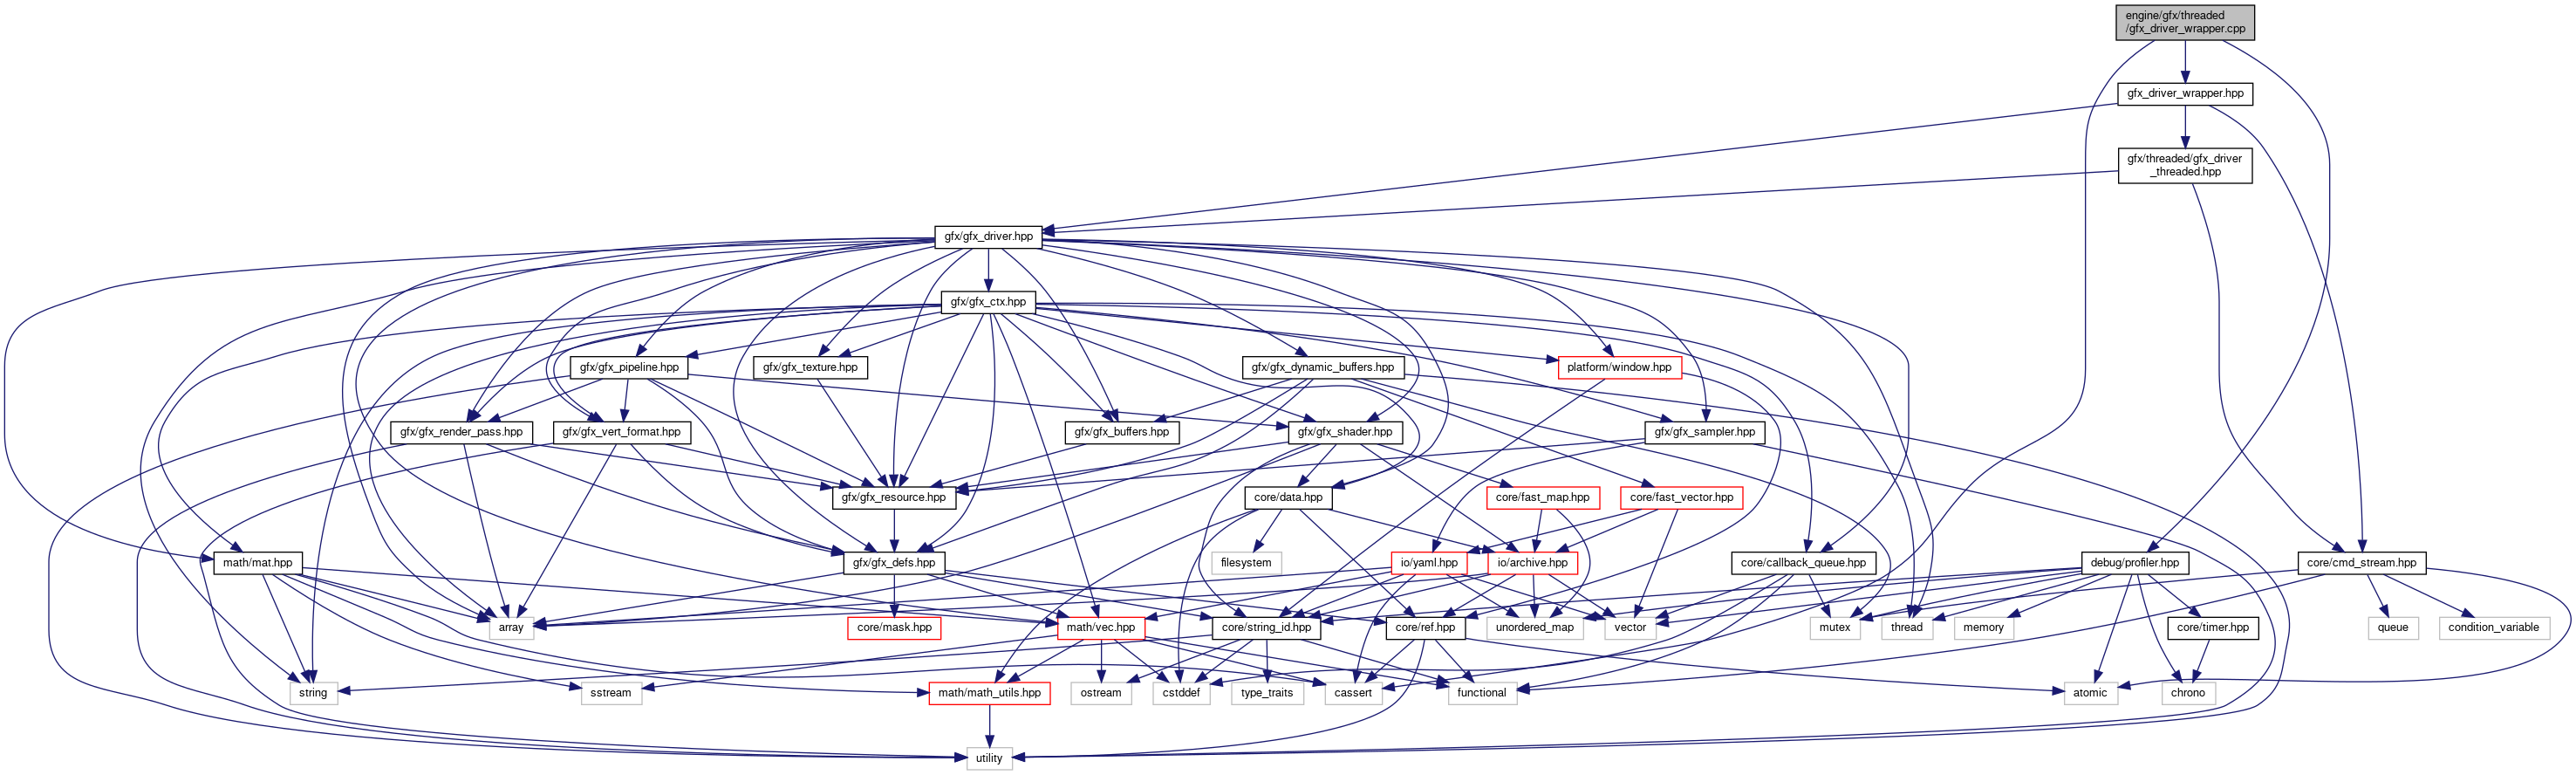 engine/gfx/threaded
/gfx_driver_wrapper.cpp
gfx_driver_wrapper.hpp
gfx/threaded/gfx_driver
_threaded.hpp
gfx/gfx_driver.hpp
gfx/gfx_ctx.hpp
gfx/gfx_pipeline.hpp
gfx/gfx_texture.hpp
gfx/gfx_dynamic_buffers.hpp
platform/window.hpp
gfx/gfx_render_pass.hpp
gfx/gfx_vert_format.hpp
gfx/gfx_buffers.hpp
gfx/gfx_shader.hpp
gfx/gfx_sampler.hpp
gfx/gfx_resource.hpp
core/data.hpp
core/fast_map.hpp
core/fast_vector.hpp
math/mat.hpp
gfx/gfx_defs.hpp
filesystem
io/yaml.hpp
io/archive.hpp
core/callback_queue.hpp
debug/profiler.hpp
core/cmd_stream.hpp
array
core/mask.hpp
math/vec.hpp
core/string_id.hpp
core/ref.hpp
unordered_map
vector
mutex
thread
memory
core/timer.hpp
queue
condition_variable
string
sstream
math/math_utils.hpp
ostream
cstddef
type_traits
cassert
functional
atomic
chrono
utility